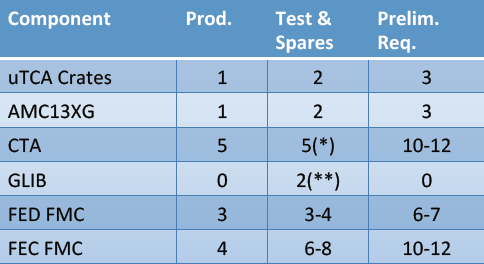 Component Prod. Test & Spares Prelim. Req.
uTCA Crates 1 2 3
AMC13XG 1 2 3
CTA 5 5(*) 10-12
GLIB 0 2(**) 0
FED FMC 3 3-4 6-7
FEC FMC 4 6-8 10-12